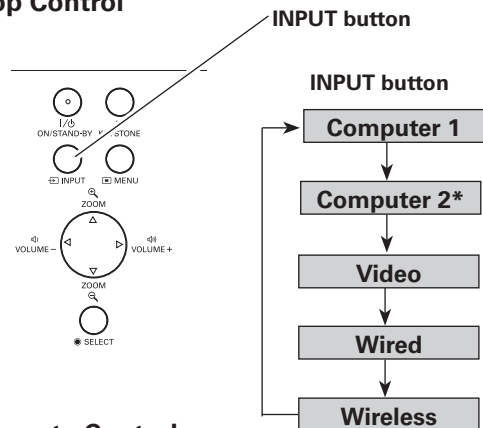 op Control
INPUT button
INPUT button
ON/STAND-BY
STONE
INPUT
MENU
ZOOM
VOLUME –
VOLUME +
ZOOM
SELECT
Computer 1
Computer 2*
Video
Wired
Wireless
Control